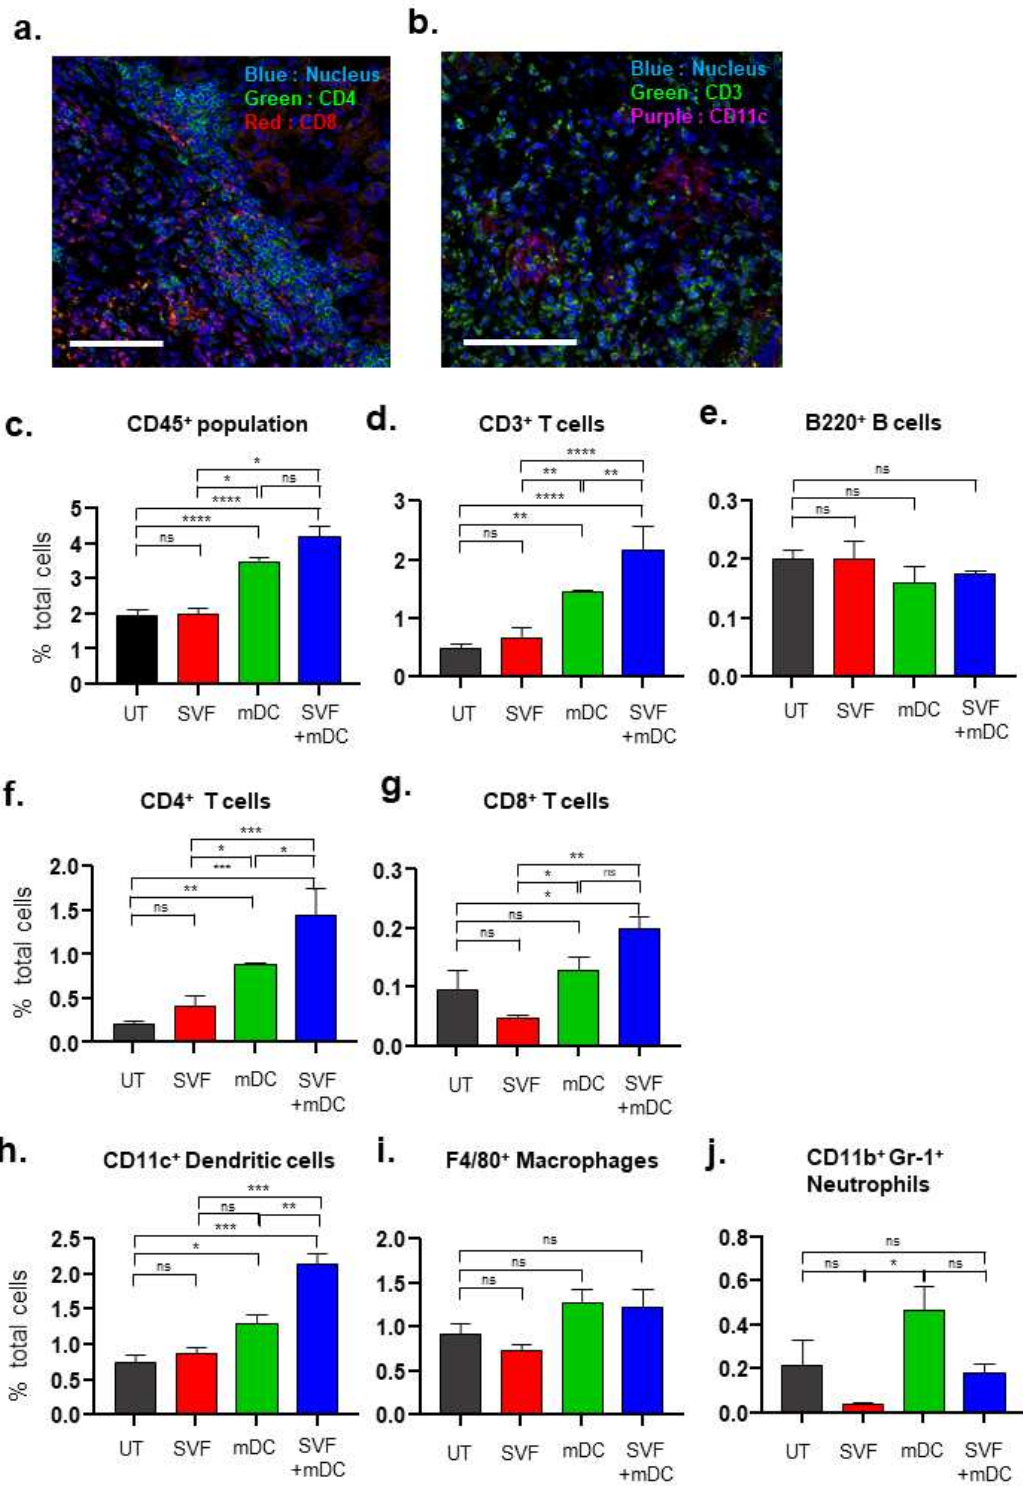 a.
Blue : Nucleus
Green : CD4
Red : CD8
b.
Blue : Nucleus
Green : CD3
Purple : CD11c
c.
CD45+ population
% total cells
5
4
3
2
1
0
*
* ns
****
****
ns
UT SVF mDC SVF
+mDC
d.
CD3+ T cells
3
2
1
0
****
** **
****
**
ns
UT SVF mDC SVF
+mDC
e.
B220+ B cells
0.3
0.2
0.1
0.0
ns
ns
ns
UT SVF mDC SVF
+mDC
f.
CD4+ T cells
% total cells
2.0
1.5
1.0
0.5
0.0
***
* *
***
**
ns
UT SVF mDC SVF
+mDC
g.
CD8+ T cells
0.3
0.2
0.1
0.0
**
* ns
*
ns
ns
UT SVF mDC SVF
+mDC
h.
CD11c+ Dendritic cells
% total cells
2.5
2.0
1.5
1.0
0.5
0.0
***
ns **
***
*
ns
UT SVF mDC SVF
+mDC
i.
F4/80+ Macrophages
2.0
1.5
1.0
0.5
0.0
ns
ns
ns
UT SVF mDC SVF
+mDC
j.
CD11b+ Gr-1+
Neutrophils
0.8
0.6
0.4
0.2
0.0
ns
ns * ns
UT SVF mDC SVF
+mDC